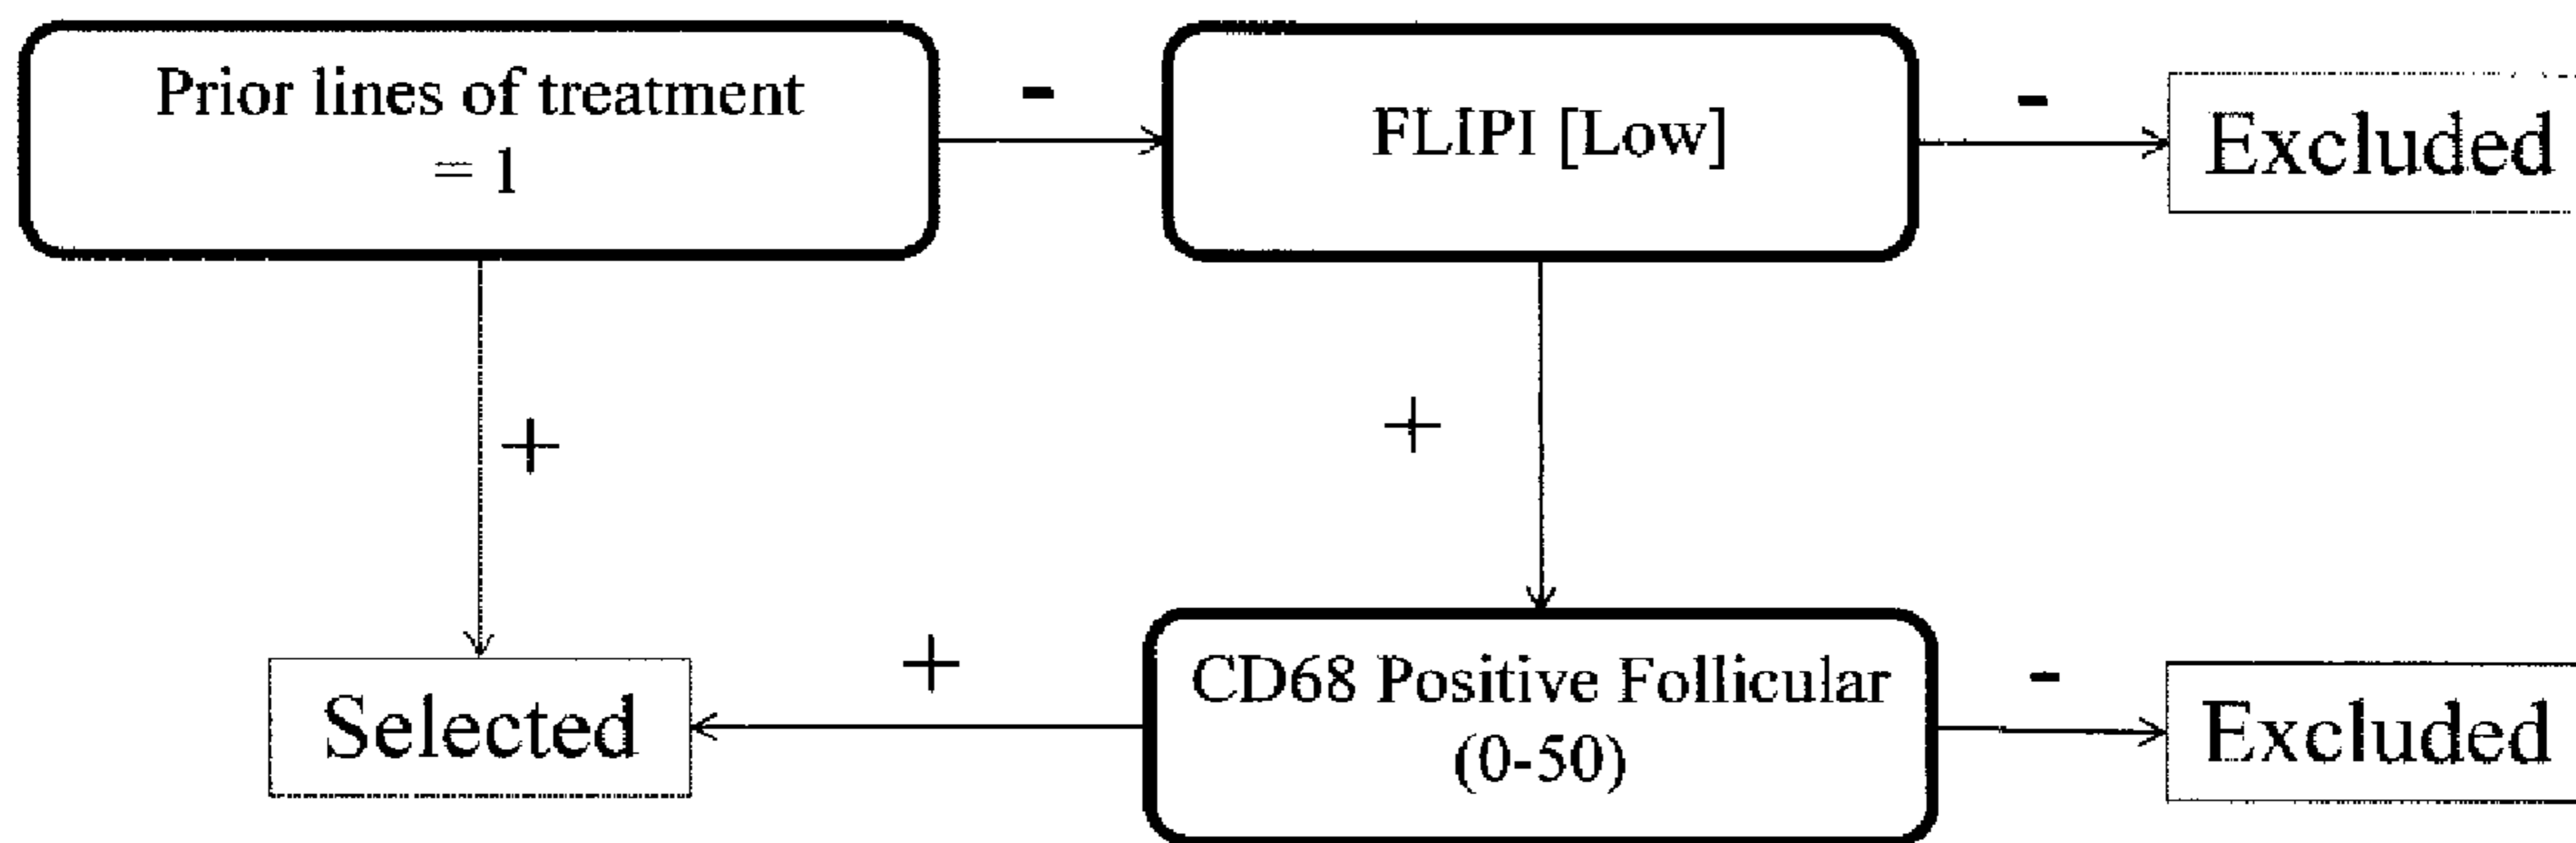 Prior lines of treatment
= 1
-
FLIPI [Low]
-
Excluded
+
+
Selected
+
CD68 Positive Follicular
(0-50)
-
Excluded